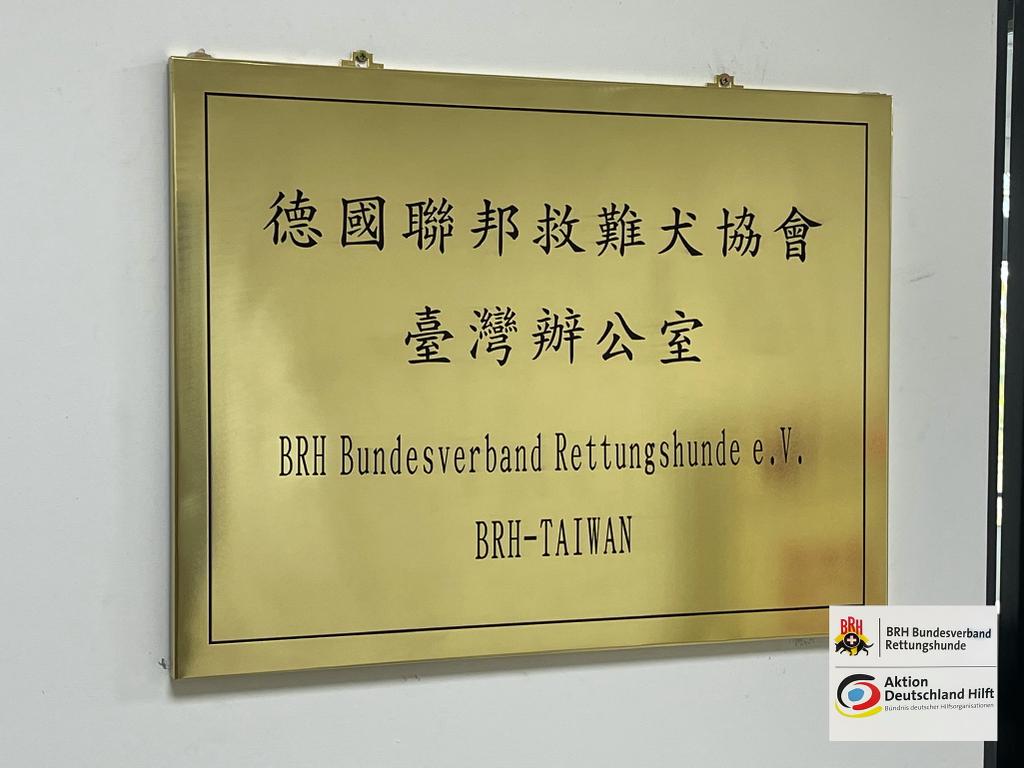 德國聯邦救難犬協會
臺灣辦公室
BRH Bundesverband Rettungshunde e.V.
BRH-TAIWAN
BRH
BRH Bundesverband
Rettungshunde
Aktion
Deutschland Hilft
Bündnis deutscher Hilfsorganisationen